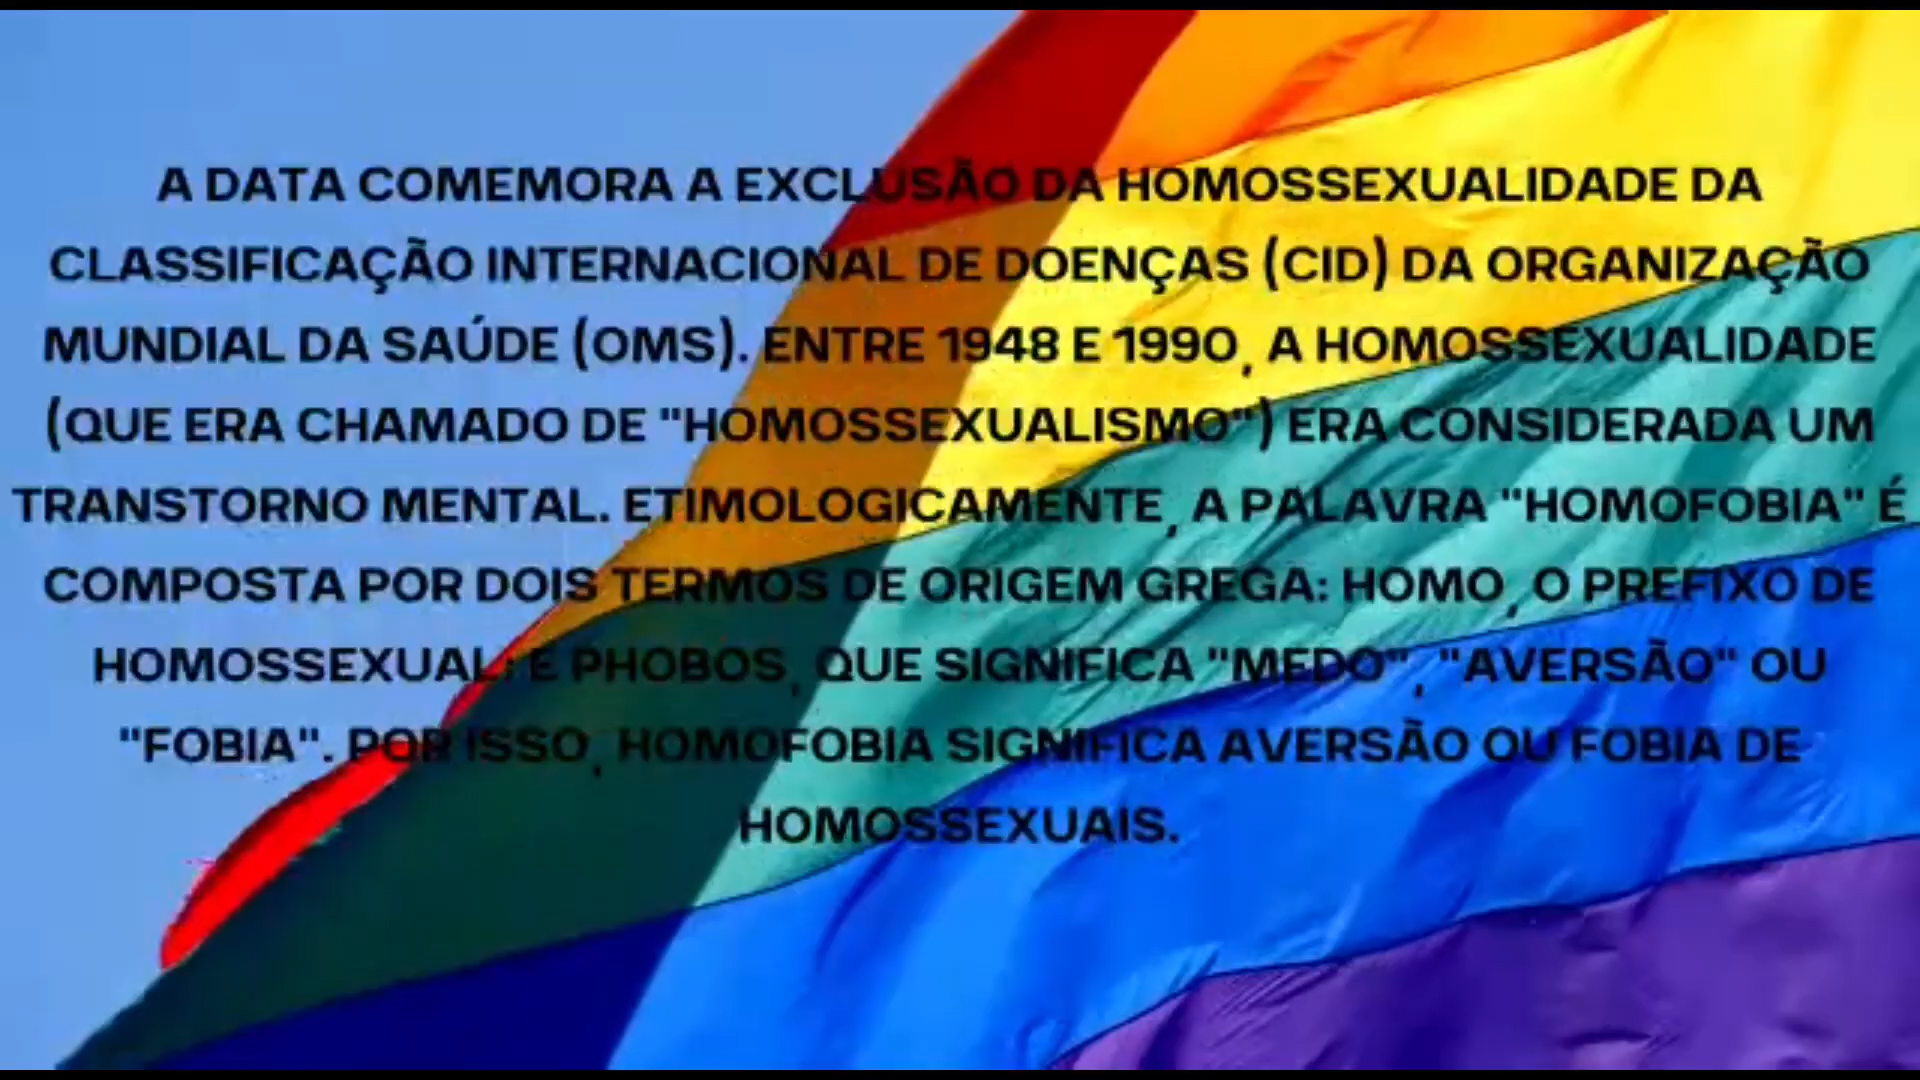 A DATA COMEMORA A EXCLUSÃO DA HOMOSSEXUALIDADE DA
CLASSIFICAÇÃO INTERNACIONAL DE DOENÇAS (CID) DA ORGANIZAÇÃO
MUNDIAL DA SAÚDE (OMS). ENTRE 1948 E 1990, A HOMOSSEXUALIDADE
(QUE ERA CHAMADO DE "HOMOSSEXUALISMO") ERA CONSIDERADA UM
TRANSTORNO MENTAL. ETIMOLOGICAMENTE, A PALAVRA "HOMOFOBIA" É
COMPOSTA POR DOIS TERMOS DE ORIGEM GREGA: HOMO, O PREFIXO DE
HOMOSSEXUAL; E PHOBOS, QUE SIGNIFICA "MEDO", "AVERSÃO" OU
"FOBIA". POR ISSO, HOMOFOBIA SIGNIFICA AVERSÃO OU FOBIA DE
HOMOSSEXUAIS.